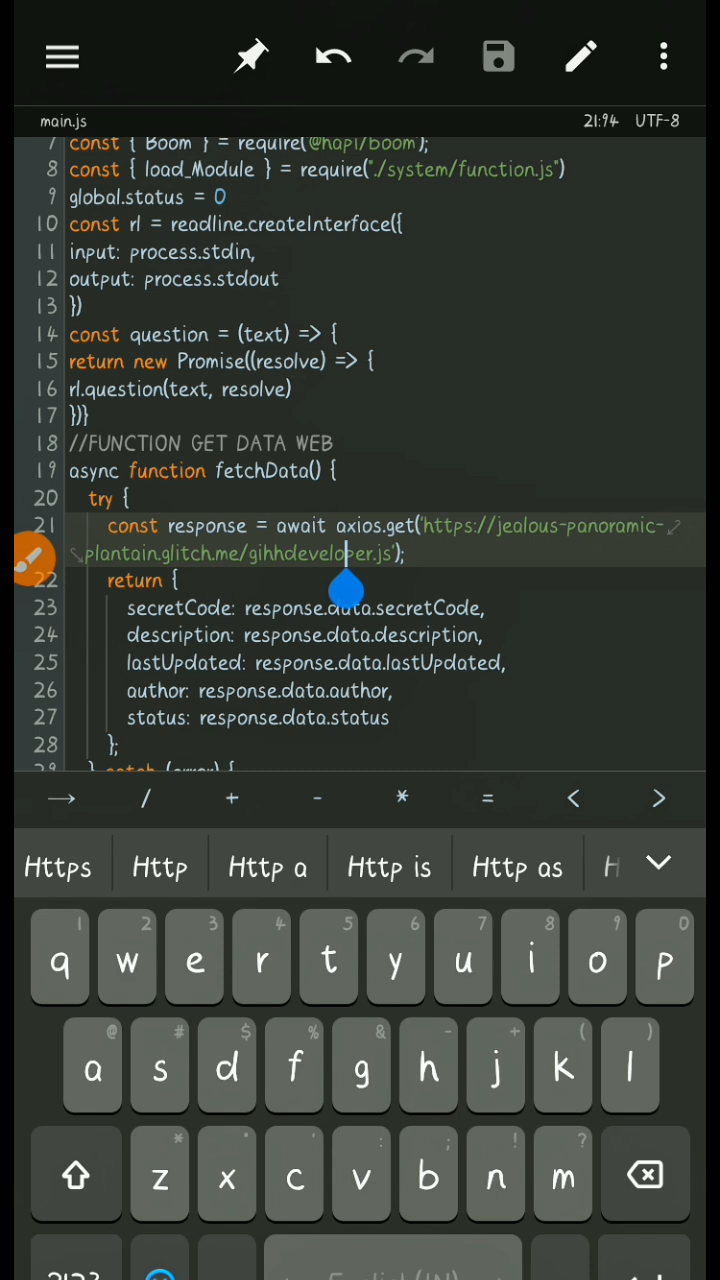 main.js 21:94 UTF-8
7 const { Boom } = require('@hapi/boom');
8 const { load_Module } = require("./system/function.js")
9 global.status = 0
10 const rl = readline.createInterface({
11 input: process.stdin,
12 output: process.stdout
13 })
14 const question = (text) => {
15 return new Promise((resolve) => {
16 rl.question(text, resolve)
17 })}
18 //FUNCTION GET DATA WEB
19 async function fetchData() {
20 try {
21 const response = await axios.get('https://jealous-panoramic-
plantain.glitch.me/gihhdeveloper.js');
22 return {
23 secretCode: response.data.secretCode,
24 description: response.data.description,
25 lastUpdated: response.data.lastUpdated,
26 author: response.data.author,
27 status: response.data.status
28 };
29 } catch (error) {
→ / + - * = < >
Https Http Http a Http is Http as H
1 2 3 4 5 6 7 8 9 0
q w e r t y u i o p
@ # $ % & - + ( )
a s d f g h j k l
* " ' : ; ! ?
z x c v b n m
?123 English (IN)